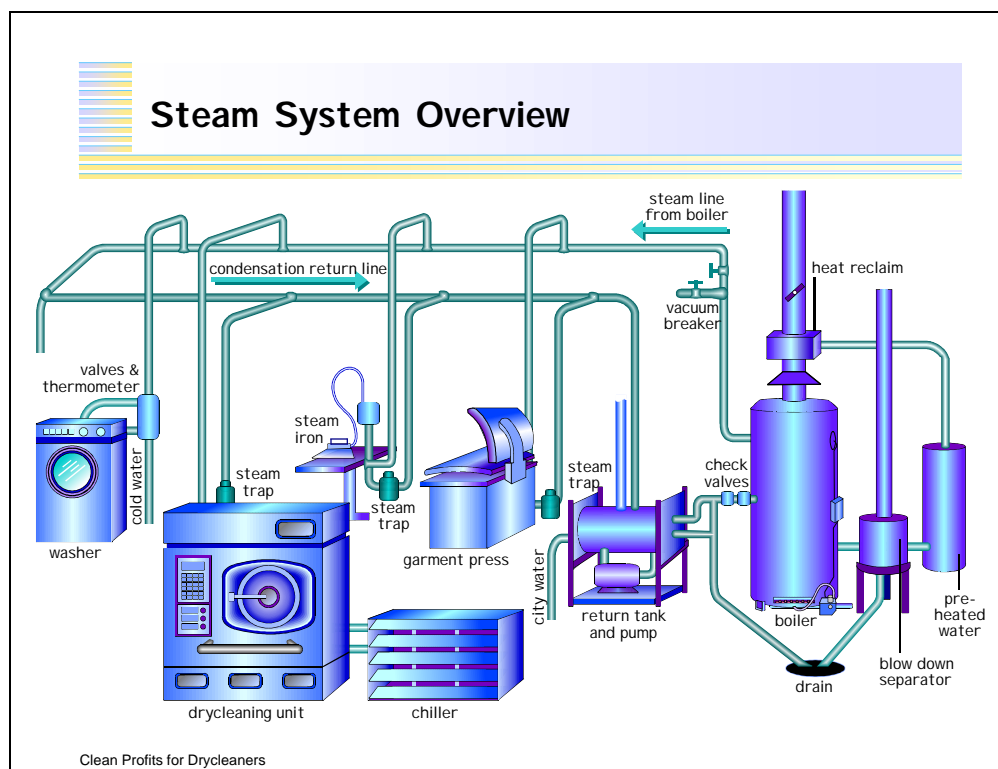 Steam System Overview
steam line
from boiler
condensation return line
heat reclaim
vacuum
breaker
valves &
thermometer
steam
iron
cold water
steam
trap
steam
trap
steam
trap
check
valves
washer
garment press
city water
return tank
and pump
boiler
pre-
heated
water
blow down
separator
drain
drycleaning unit
chiller
Clean Profits for Drycleaners